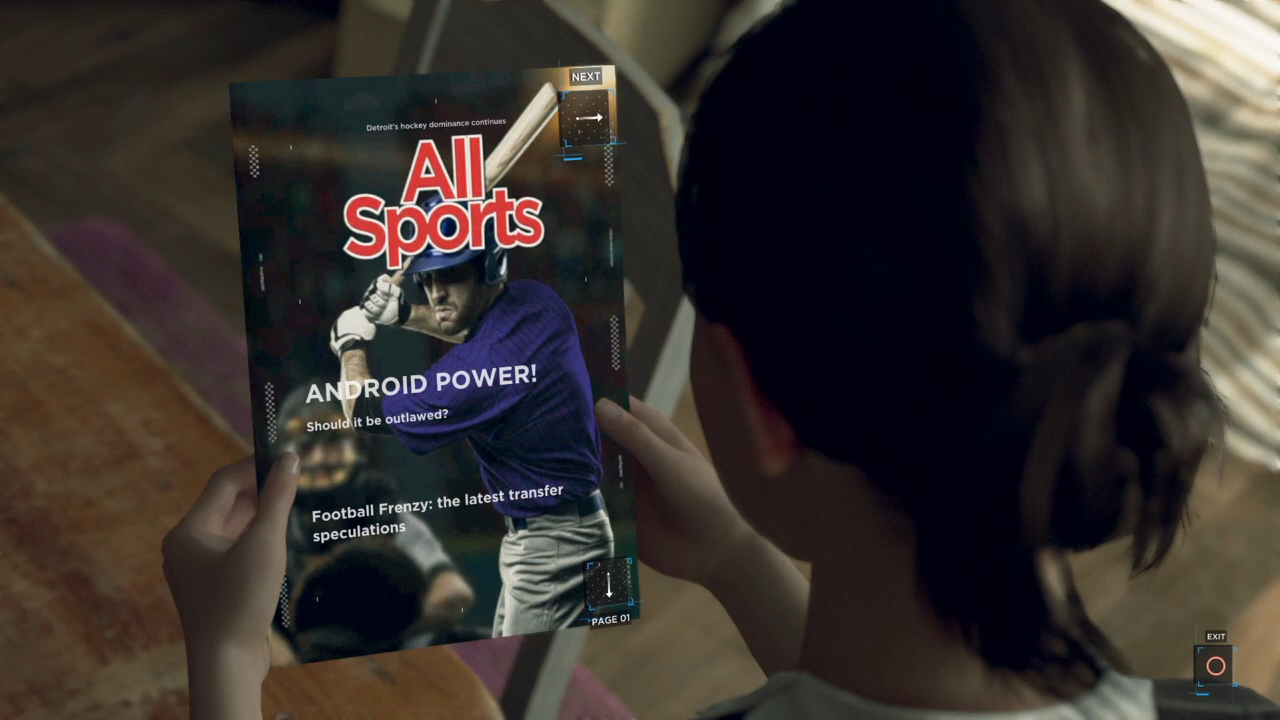 NEXT
Detroit's hockey dominance continues
All
Sports
ANDROID POWER!
Should it be outlawed?
Football Frenzy: the latest transfer
speculations
PAGE 01
EXIT